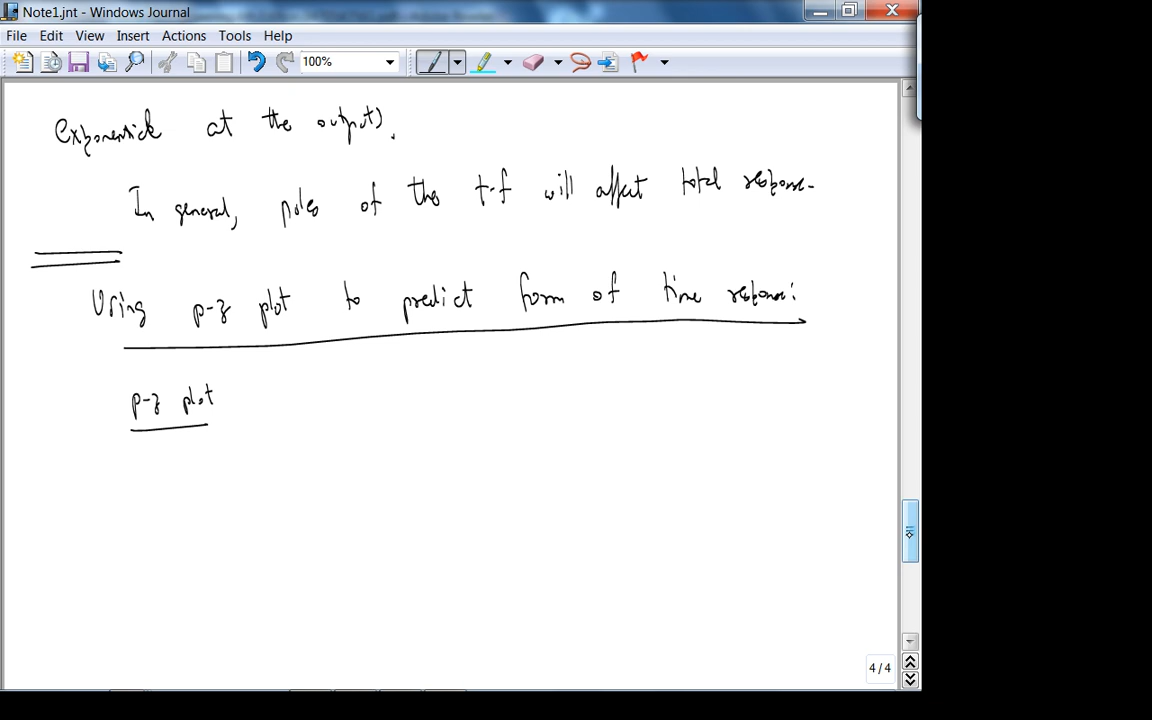 Note1.jnt - Windows Journal
File Edit View Insert Actions Tools Help
100%
at the output).
In general, poles of the t.f will affect total response.
Using p-z plot to predict form of time response:
p-z plot
4 / 4